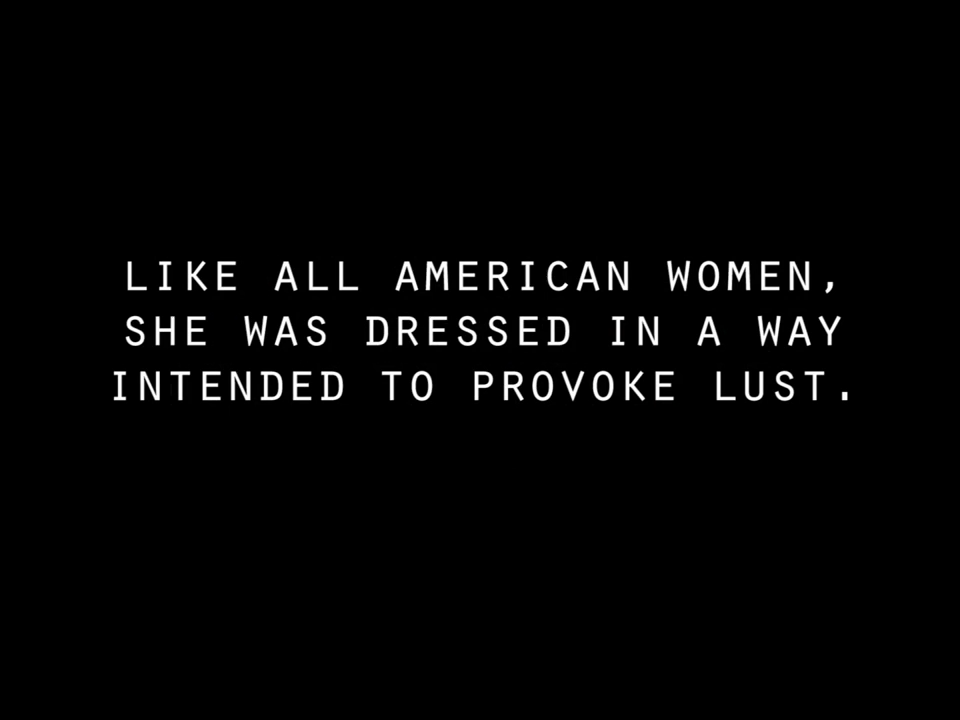 LIKE ALL AMERICAN WOMEN,
SHE WAS DRESSED IN A WAY
INTENDED TO PROVOKE LUST.